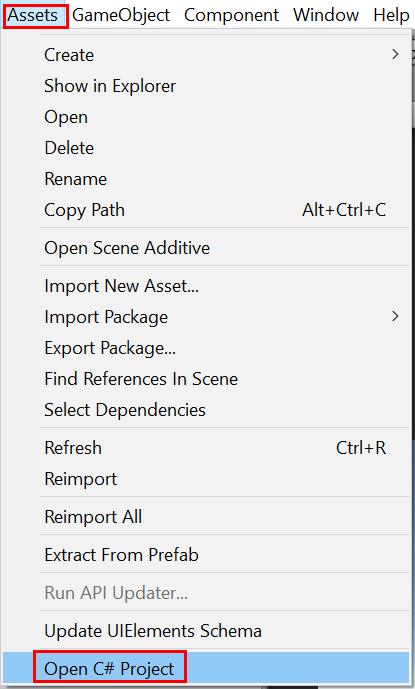 Assets GameObject Component Window Help
Create
Show in Explorer
Open
Delete
Rename
Copy Path Alt+Ctrl+C
Open Scene Additive
Import New Asset...
Import Package
Export Package...
Find References In Scene
Select Dependencies
Refresh Ctrl+R
Reimport
Reimport All
Extract From Prefab
Run API Updater...
Update UIElements Schema
Open C# Project